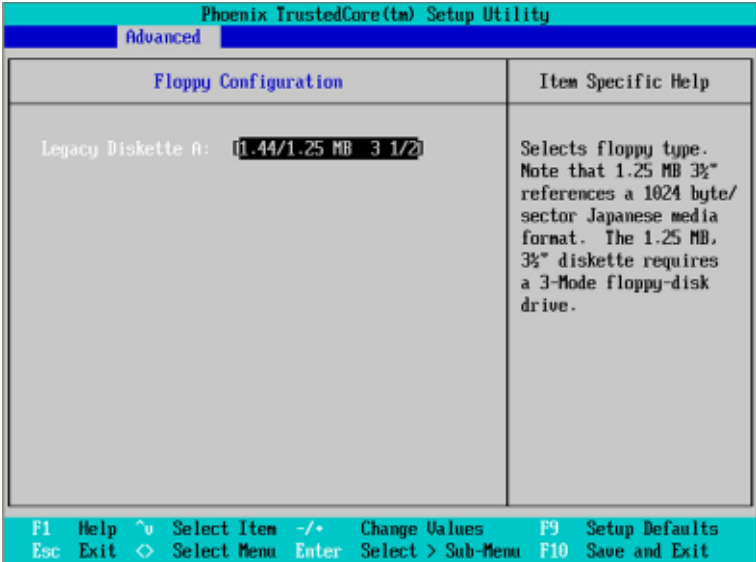 Phoenix TrustedCore(tm) Setup Utility
Advanced
Floppy Configuration
Item Specific Help
Legacy Diskette A: [1.44/1.25 MB 3 1/2]
Selects floppy type.
Note that 1.25 MB 3½"
references a 1024 byte/
sector Japanese media
format. The 1.25 MB,
3½" diskette requires
a 3-Mode floppy-disk
drive.
F1 Help ^v Select Item -/+ Change Values F9 Setup Defaults
Esc Exit <> Select Menu Enter Select > Sub-Menu F10 Save and Exit